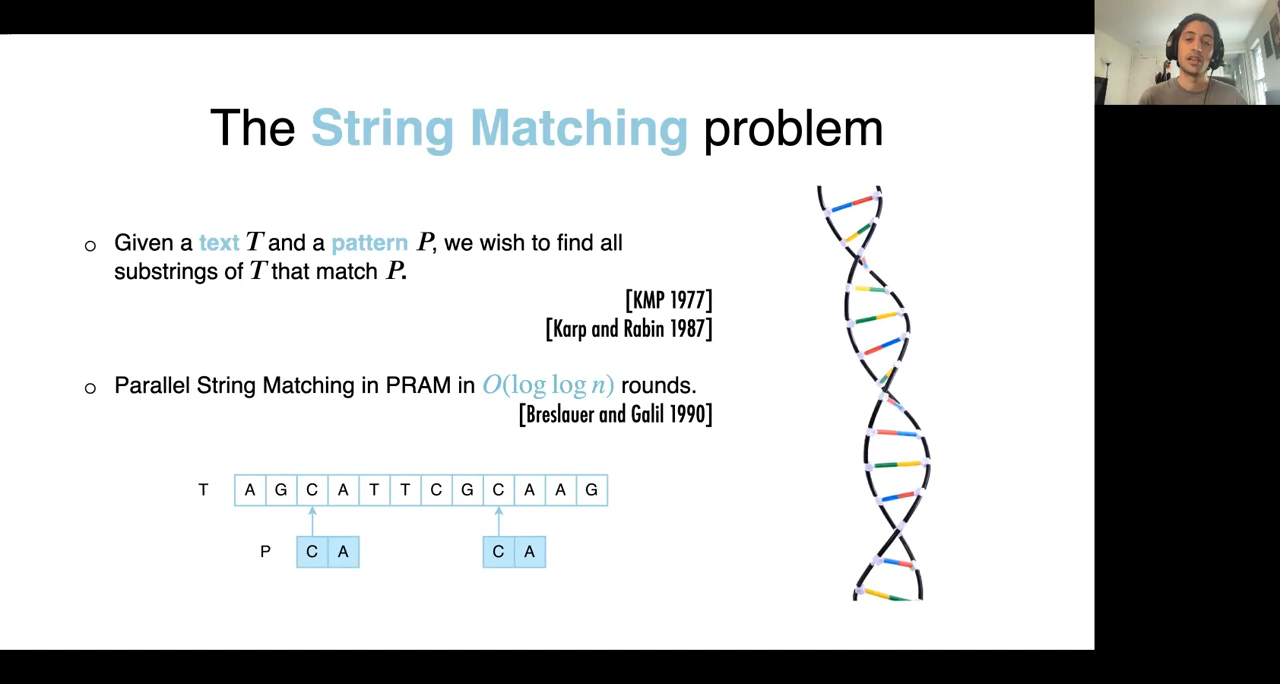 The String Matching problem
Given a text T and a pattern P, we wish to find all
substrings of T that match P.
[KMP 1977]
[Karp and Rabin 1987]
Parallel String Matching in PRAM in O(log log n) rounds.
[Breslauer and Galil 1990]
T A G C A T T C G C A A G
P C A C A